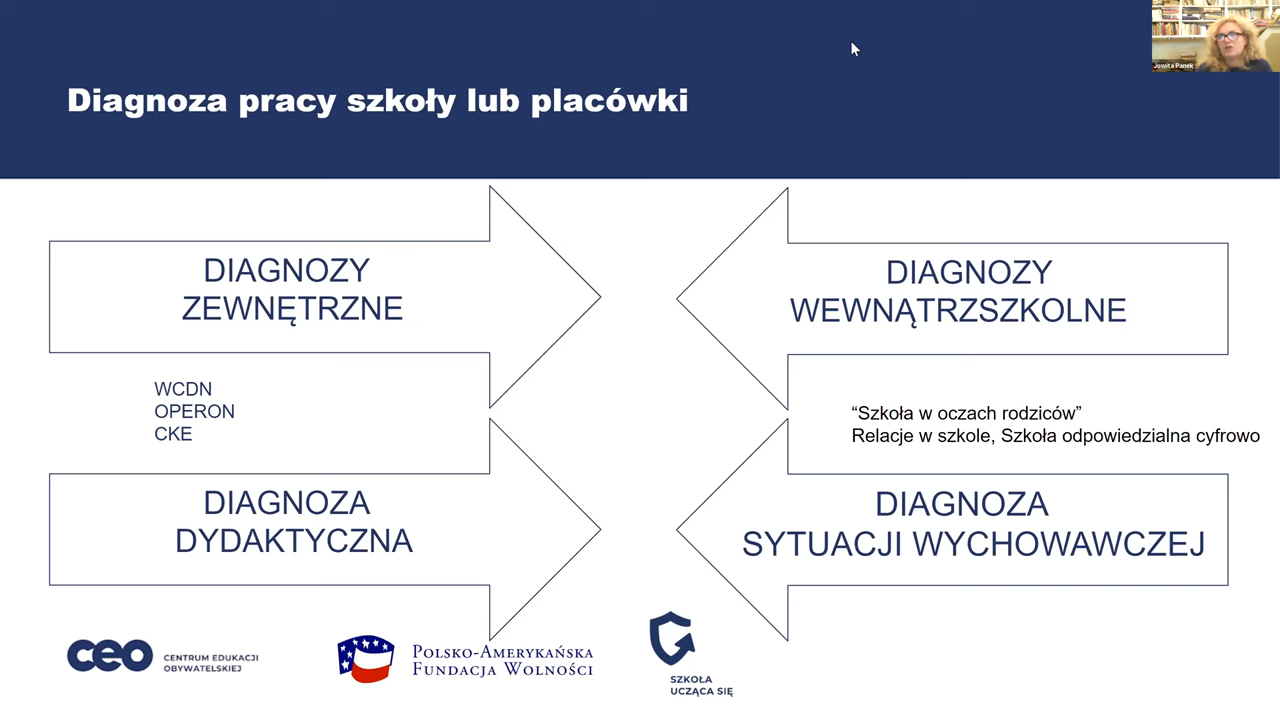 Jowita Panek
Diagnoza pracy szkoły lub placówki
DIAGNOZY
ZEWNĘTRZNE
DIAGNOZY
WEWNĄTRZSZKOLNE
WCDN
OPERON
CKE
“Szkoła w oczach rodziców”
Relacje w szkole, Szkoła odpowiedzialna cyfrowo
DIAGNOZA
DYDAKTYCZNA
DIAGNOZA
SYTUACJI WYCHOWAWCZEJ
CEO
CENTRUM EDUKACJI
OBYWATELSKIEJ
POLSKO-AMERYKAŃSKA
FUNDACJA WOLNOŚCI
SZKOŁA
UCZĄCA SIĘ